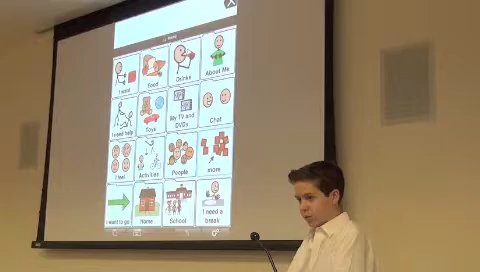 I want
Food
Drinks
About Me
I need help
Toys
My TV and
DVDs
Chat
I feel
Activities
People
more
I want to go
Home
School
I need a
break